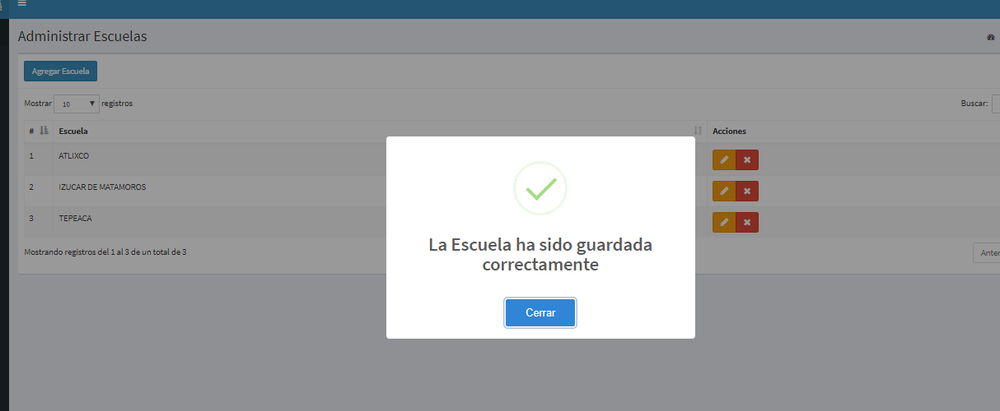 Administrar Escuelas
Agregar Escuela
Mostrar 10 registros
Buscar:
# Escuela Acciones
1 ATLIXCO
2 IZUCAR DE MATAMOROS
3 TEPEACA
Mostrando registros del 1 al 3 de un total de 3
Anter
La Escuela ha sido guardada
correctamente
Cerrar